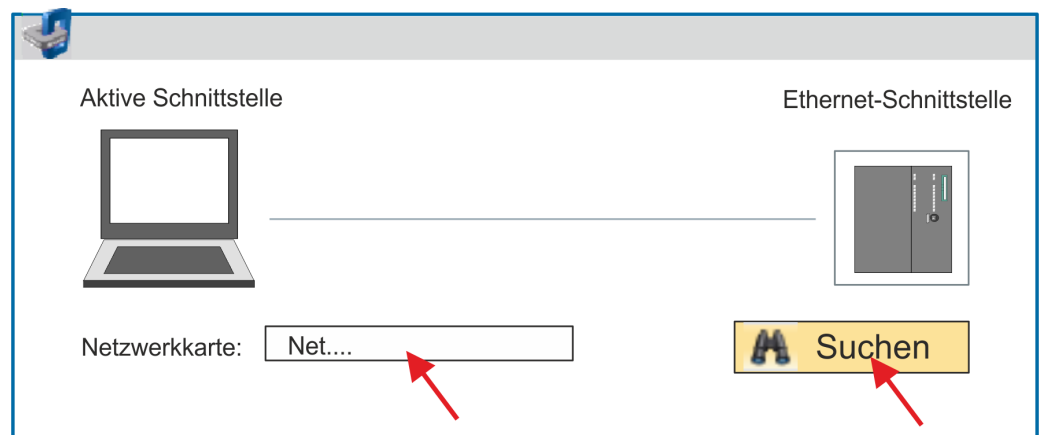 Aktive Schnittstelle
Ethernet-Schnittstelle
Netzwerkkarte:
Net....
Suchen